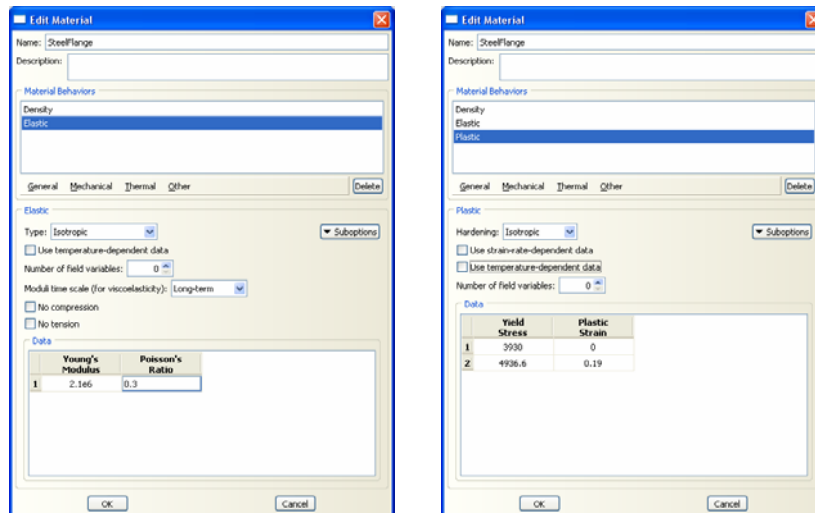 Edit Material
Name: SteelFlange
Description:
Material Behaviors
Density
Elastic
General Mechanical Thermal Other Delete
Elastic
Type: Isotropic Suboptions
Use temperature-dependent data
Number of field variables: 0
Moduli time scale (for viscoelasticity): Long-term
No compression
No tension
Data
Young's Modulus Poisson's Ratio
1 2.1e6 0.3
OK Cancel
Edit Material
Name: SteelFlange
Description:
Material Behaviors
Density
Elastic
Plastic
General Mechanical Thermal Other Delete
Plastic
Hardening: Isotropic Suboptions
Use strain-rate-dependent data
Use temperature-dependent data
Number of field variables: 0
Data
Yield Stress Plastic Strain
1 3930 0
2 4936.6 0.19
OK Cancel